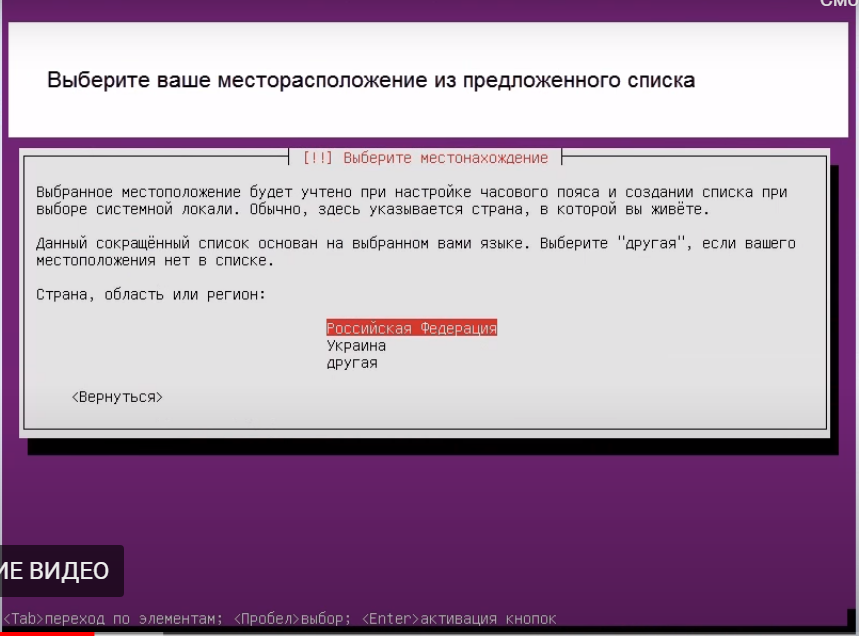 Выберите ваше месторасположение из предложенного списка
[!!] Выберите местонахождение
Выбранное местоположение будет учтено при настройке часового пояса и создании списка при
выборе системной локали. Обычно, здесь указывается страна, в которой вы живёте.
Данный сокращённый список основан на выбранном вами языке. Выберите "другая", если вашего
местоположения нет в списке.
Страна, область или регион:
Российская Федерация
Украина
другая
<Вернуться>
ВИДЕО
<Tab>переход по элементам; <Пробел>выбор; <Enter>активация кнопок